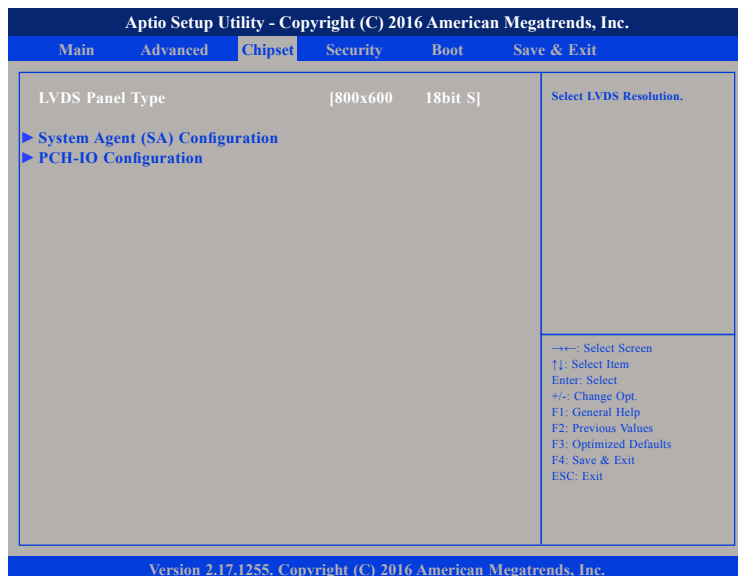 Aptio Setup Utility - Copyright (C) 2016 American Megatrends, Inc.
Main Advanced Chipset Security Boot Save & Exit
LVDS Panel Type [800x600 18bit S]
Select LVDS Resolution.
► System Agent (SA) Configuration
► PCH-IO Configuration
→←: Select Screen
↑↓: Select Item
Enter: Select
+/-: Change Opt.
F1: General Help
F2: Previous Values
F3: Optimized Defaults
F4: Save & Exit
ESC: Exit
Version 2.17.1255. Copyright (C) 2016 American Megatrends, Inc.